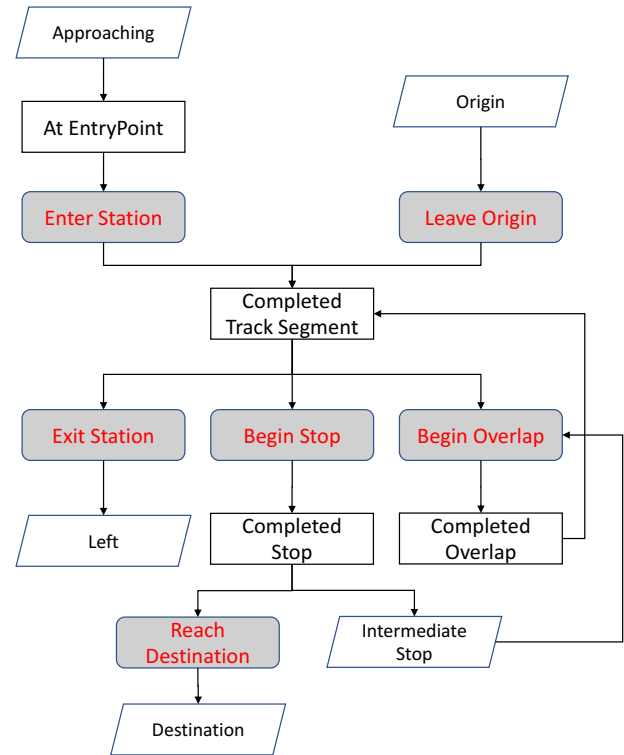 Approaching
Origin
At EntryPoint
Enter Station
Leave Origin
Completed
Track Segment
Exit Station
Begin Stop
Begin Overlap
Left
Completed
Stop
Completed
Overlap
Reach
Destination
Intermediate
Stop
Destination